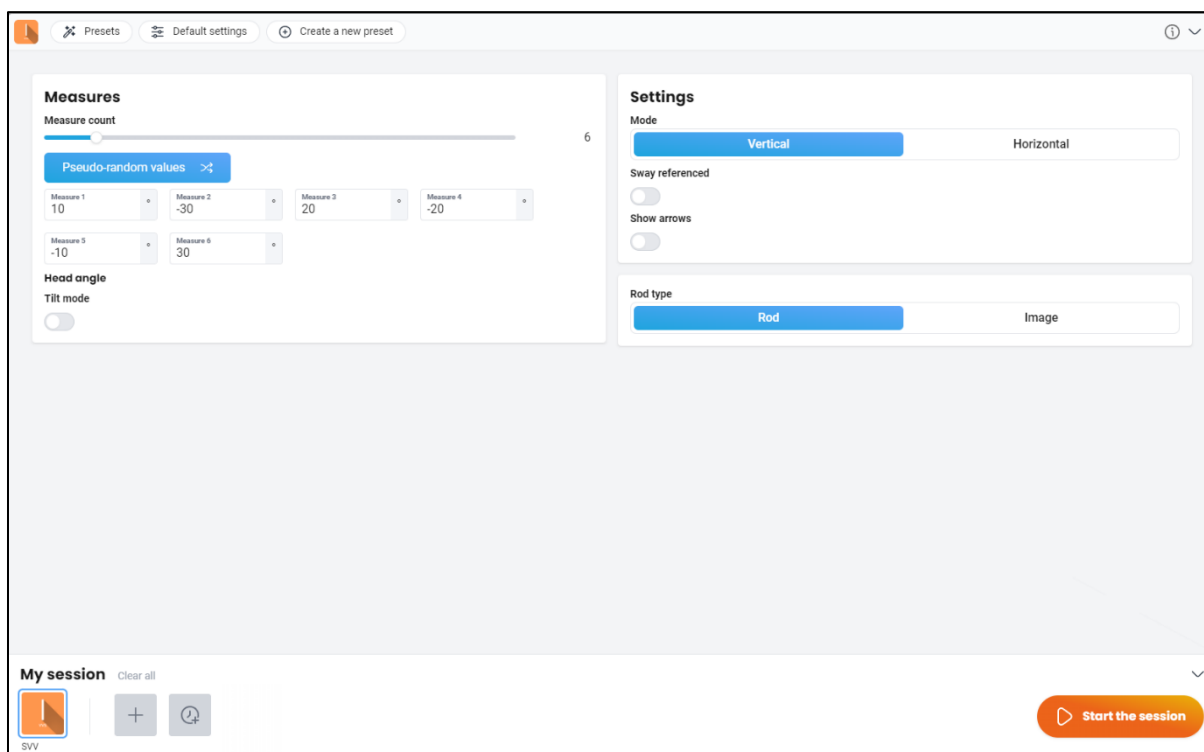 Presets Default settings Create a new preset
Measures
Measure count
6
Pseudo-random values
Measure 1 Measure 2 Measure 3 Measure 4
10 ° -30 ° 20 ° -20 °
Measure 5 Measure 6
-10 ° 30 °
Head angle
Tilt mode
Settings
Mode
Vertical Horizontal
Sway referenced
Show arrows
Rod type
Rod Image
My session Clear all
SVV
Start the session